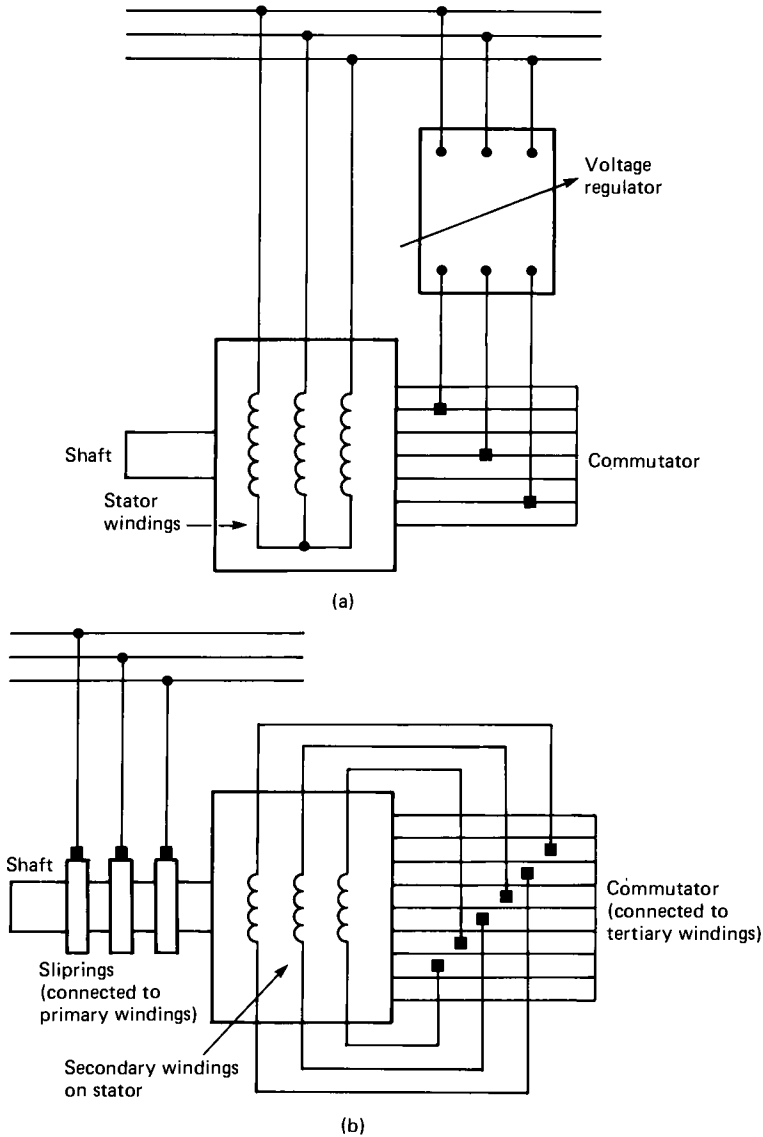 Voltage
regulator
Shaft
Commutator
Stator
windings
(a)
Shaft
Commutator
(connected to
tertiary windings)
Sliprings
(connected to
primary windings)
Secondary windings
on stator
(b)